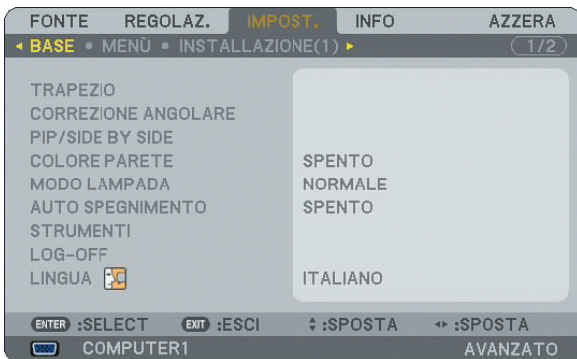 FONTE REGOLAZ. IMPOST. INFO AZZERA
BASE • MENÙ • INSTALLAZIONE(1) 1/2
TRAPEZIO
CORREZIONE ANGOLARE
PIP/SIDE BY SIDE
COLORE PARETE SPENTO
MODO LAMPADA NORMALE
AUTO SPEGNIMENTO SPENTO
STRUMENTI
LOG-OFF
LINGUA ITALIANO
ENTER :SELECT EXIT :ESCI :SPOSTA :SPOSTA
COMPUTER1 AVANZATO